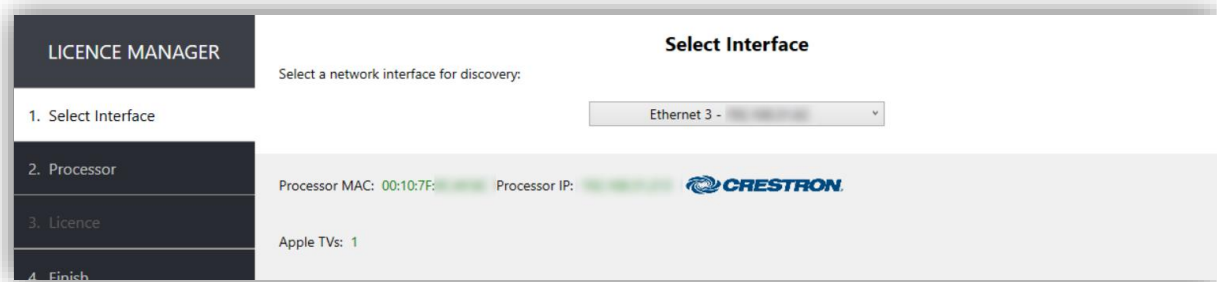 LICENCE MANAGER
Select Interface
Select a network interface for discovery:
1. Select Interface
Ethernet 3 -
2. Processor
Processor MAC: 00:10:7F: Processor IP: CRESTRON.
3. Licence
Apple TVs: 1
4. Finish